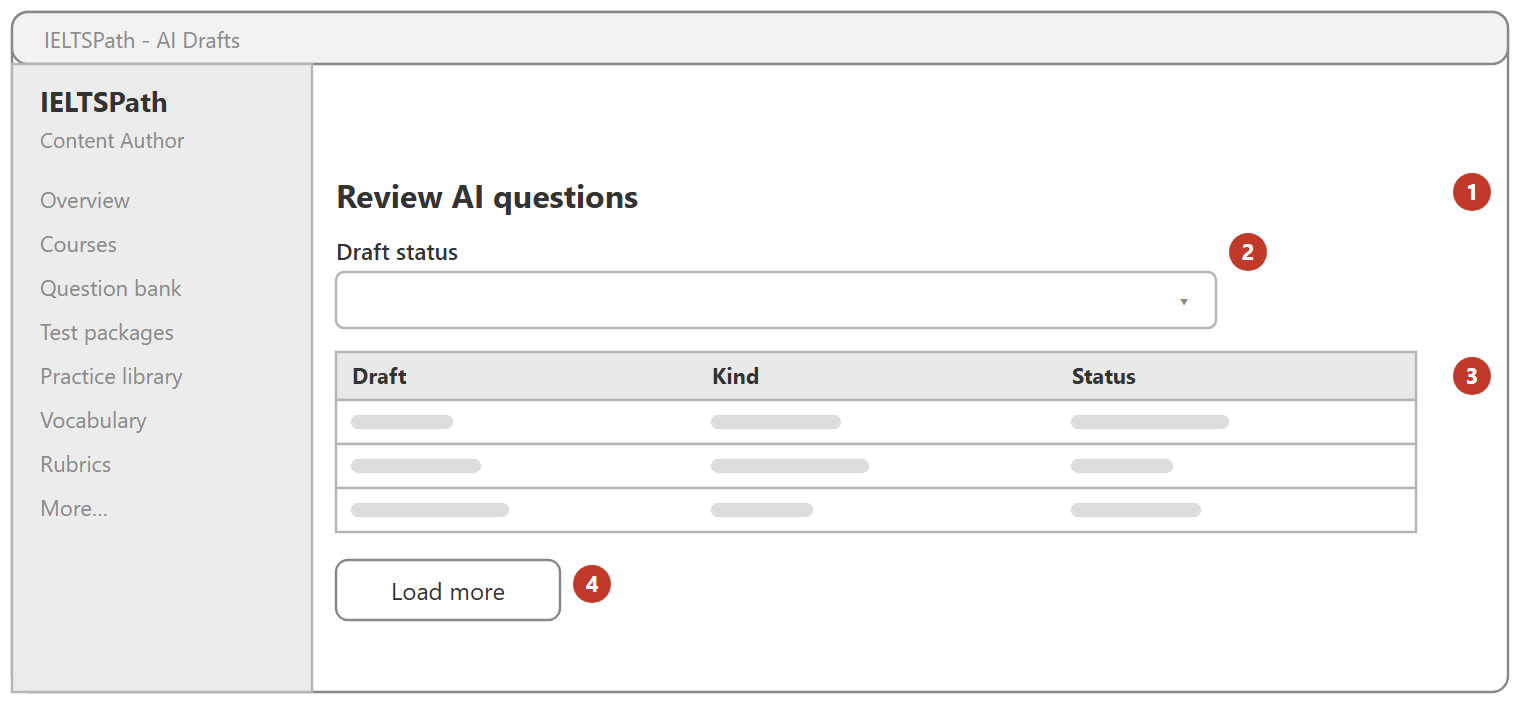 IELTSPath - AI Drafts
IELTSPath
Content Author
Overview
Courses
Question bank
Test packages
Practice library
Vocabulary
Rubrics
More...
Review AI questions
1
Draft status
2
Draft Kind Status
3
Load more
4